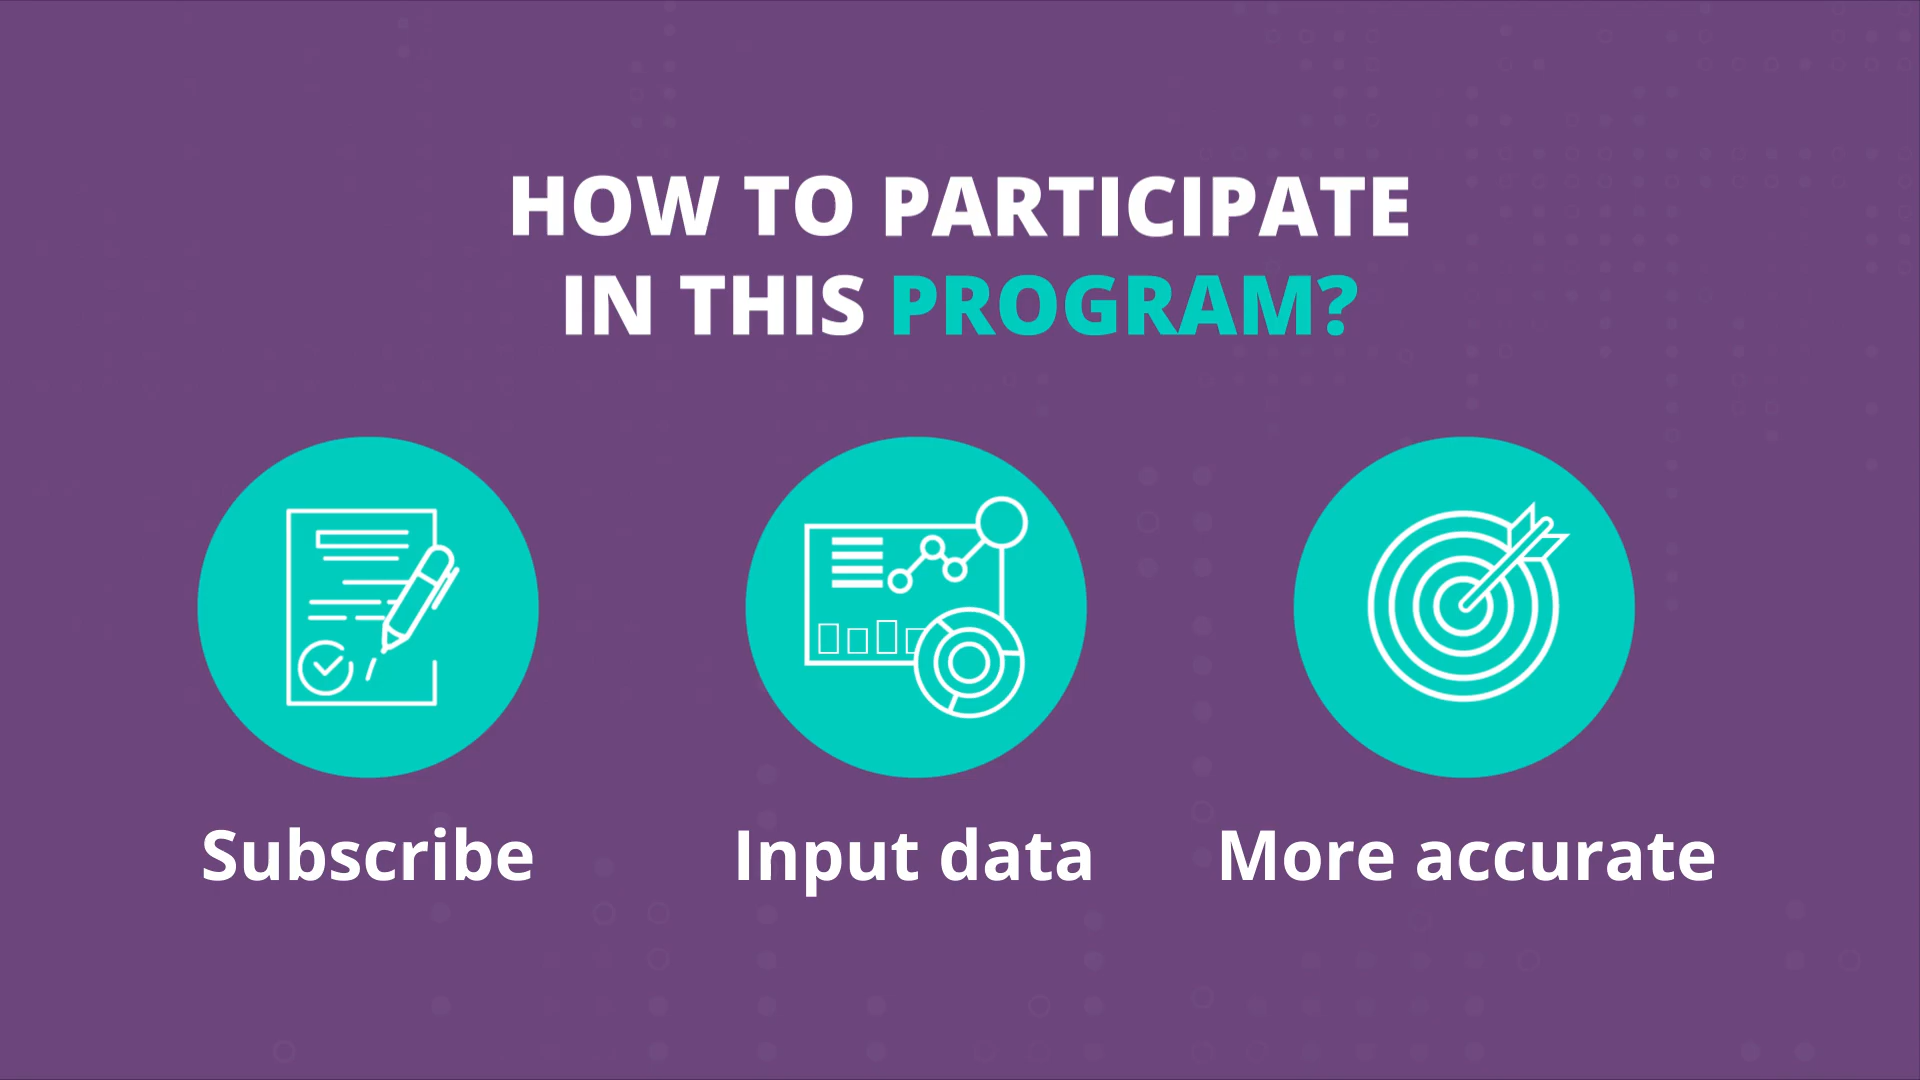 HOW TO PARTICIPATE
IN THIS PROGRAM?
Subscribe
Input data
More accurate